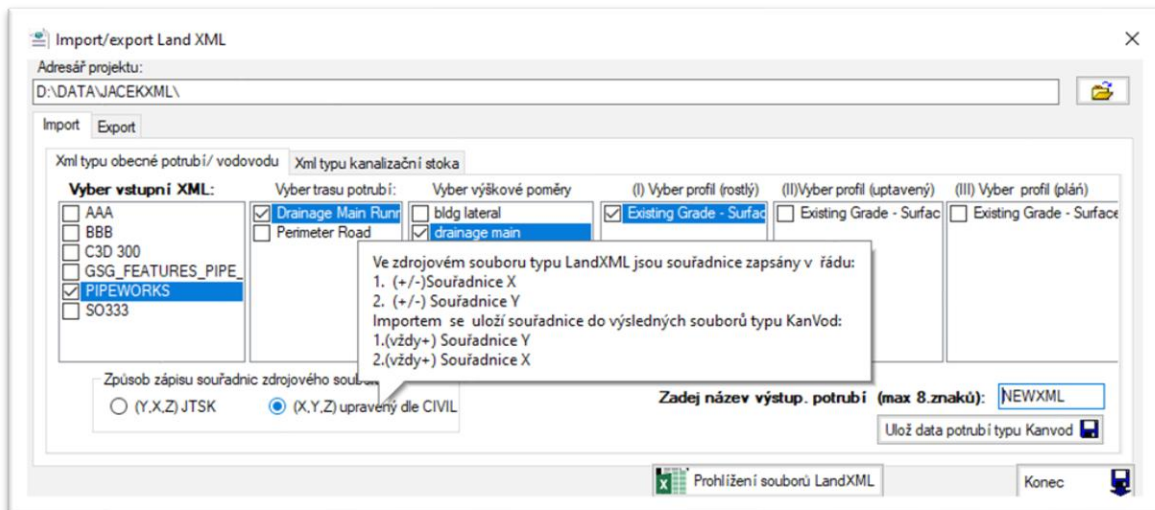 Import/export Land XML
Adresář projektu:
D:\DATA\JACEKXML\
Import Export
Xml typu obecné potrubí/ vodovodu Xml typu kanalizační stoka
Vyber vstupní XML: Vyber trasu potrubí: Vyber výškové poměry (I) Vyber profil (rostlý) (II)Vyber profil (uptavený) (III) Vyber profil (pláň)
AAA Drainage Main Runr bldg lateral Existing Grade - Surfac Existing Grade - Surfac Existing Grade - Surface
BBB Perimeter Road drainage main
C3D 300
GSG_FEATURES_PIPE_
PIPEWORKS
SO333
Ve zdrojovém souboru typu LandXML jsou souřadnice zapsány v řádu:
1. (+/-)Souřadnice X
2. (+/-) Souřadnice Y
Importem se uloží souřadnice do výsledných souborů typu KanVod:
1.(vždy+) Souřadnice Y
2.(vždy+) Souřadnice X
Způsob zápisu souřadnic zdrojového soub
(Y,X,Z) JTSK (X,Y,Z) upravený dle CIVIL
Zadej název výstup. potrubí (max 8.znaků): NEWXML
Ulož data potrubí typu Kanvod
Prohlížení souborů LandXML Konec